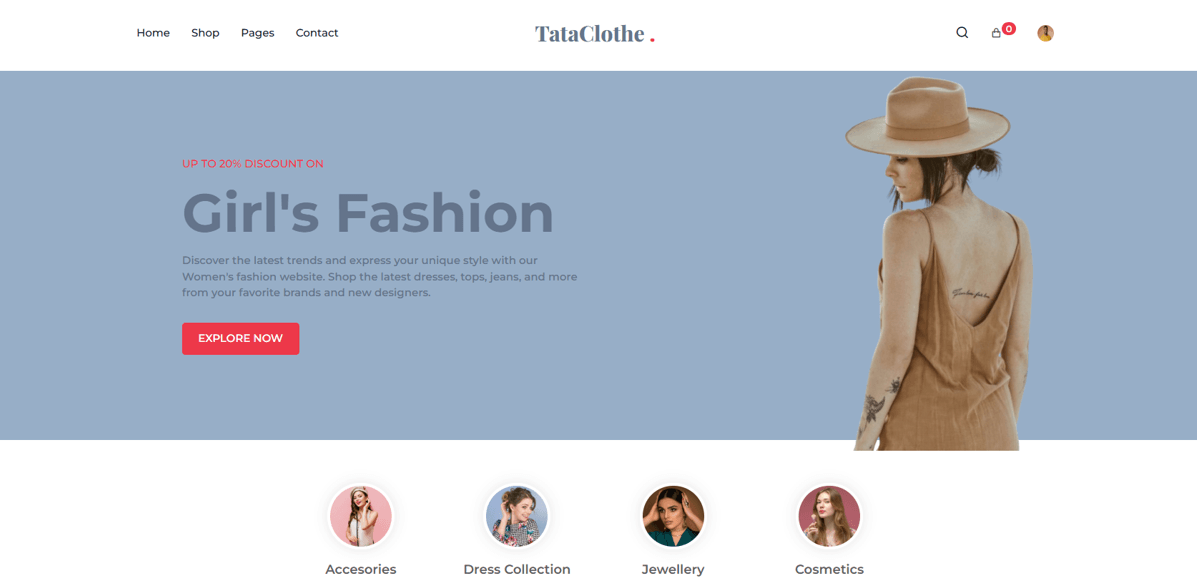 Home Shop Pages Contact TataClothe . 0
UP TO 20% DISCOUNT ON
Girl's Fashion
Discover the latest trends and express your unique style with our
Women's fashion website. Shop the latest dresses, tops, jeans, and more
from your favorite brands and new designers.
EXPLORE NOW
Accesories Dress Collection Jewellery Cosmetics